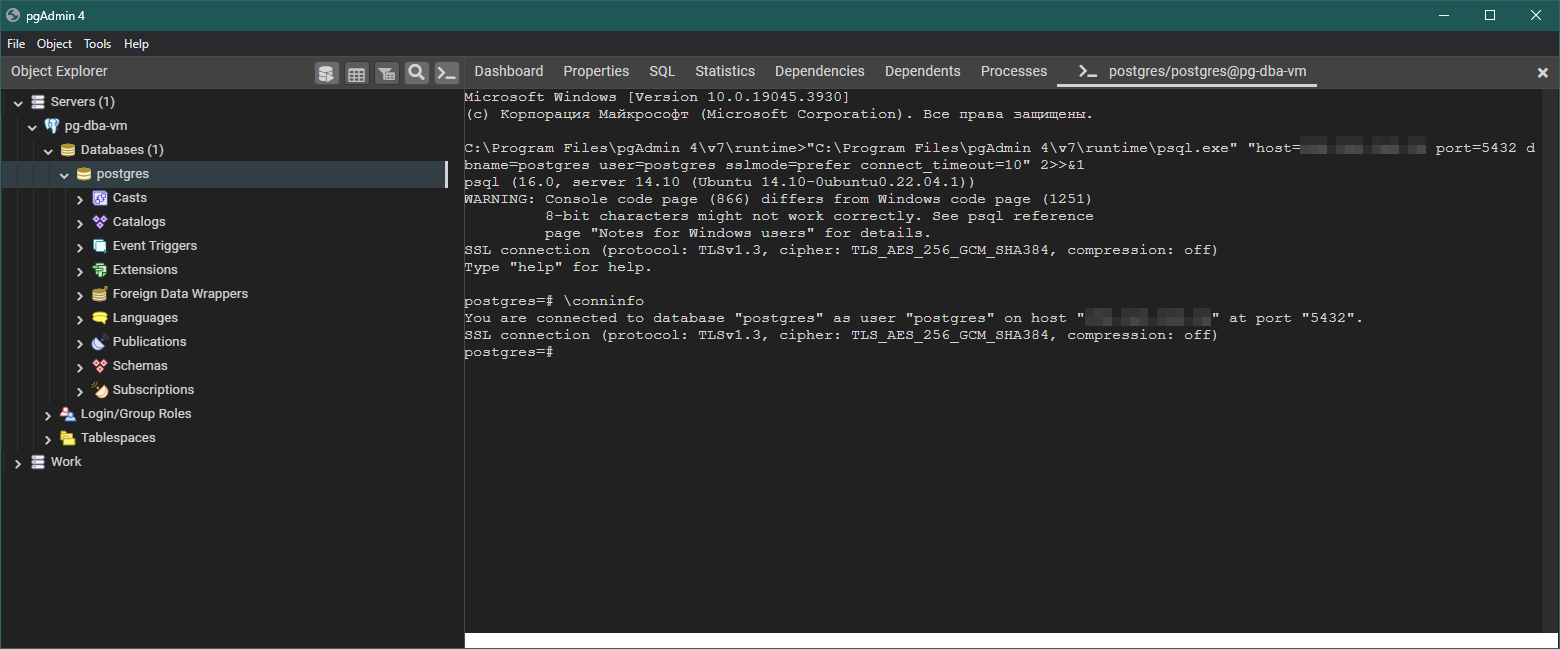 pgAdmin 4
File Object Tools Help
Object Explorer
Dashboard Properties SQL Statistics Dependencies Dependents Processes postgres/postgres@pg-dba-vm
Servers (1)
pg-dba-vm
Databases (1)
postgres
Casts
Catalogs
Event Triggers
Extensions
Foreign Data Wrappers
Languages
Publications
Schemas
Subscriptions
Login/Group Roles
Tablespaces
Work
Microsoft Windows [Version 10.0.19045.3930]
(c) Корпорация Майкрософт (Microsoft Corporation). Все права защищены.
C:\Program Files\pgAdmin 4\v7\runtime>"C:\Program Files\pgAdmin 4\v7\runtime\psql.exe" "host= port=5432 d
bname=postgres user=postgres sslmode=prefer connect_timeout=10" 2>>&1
psql (16.0, server 14.10 (Ubuntu 14.10-0ubuntu0.22.04.1))
WARNING: Console code page (866) differs from Windows code page (1251)
8-bit characters might not work correctly. See psql reference
page "Notes for Windows users" for details.
SSL connection (protocol: TLSv1.3, cipher: TLS_AES_256_GCM_SHA384, compression: off)
Type "help" for help.
postgres=# \conninfo
You are connected to database "postgres" as user "postgres" on host "" at port "5432".
SSL connection (protocol: TLSv1.3, cipher: TLS_AES_256_GCM_SHA384, compression: off)
postgres=#